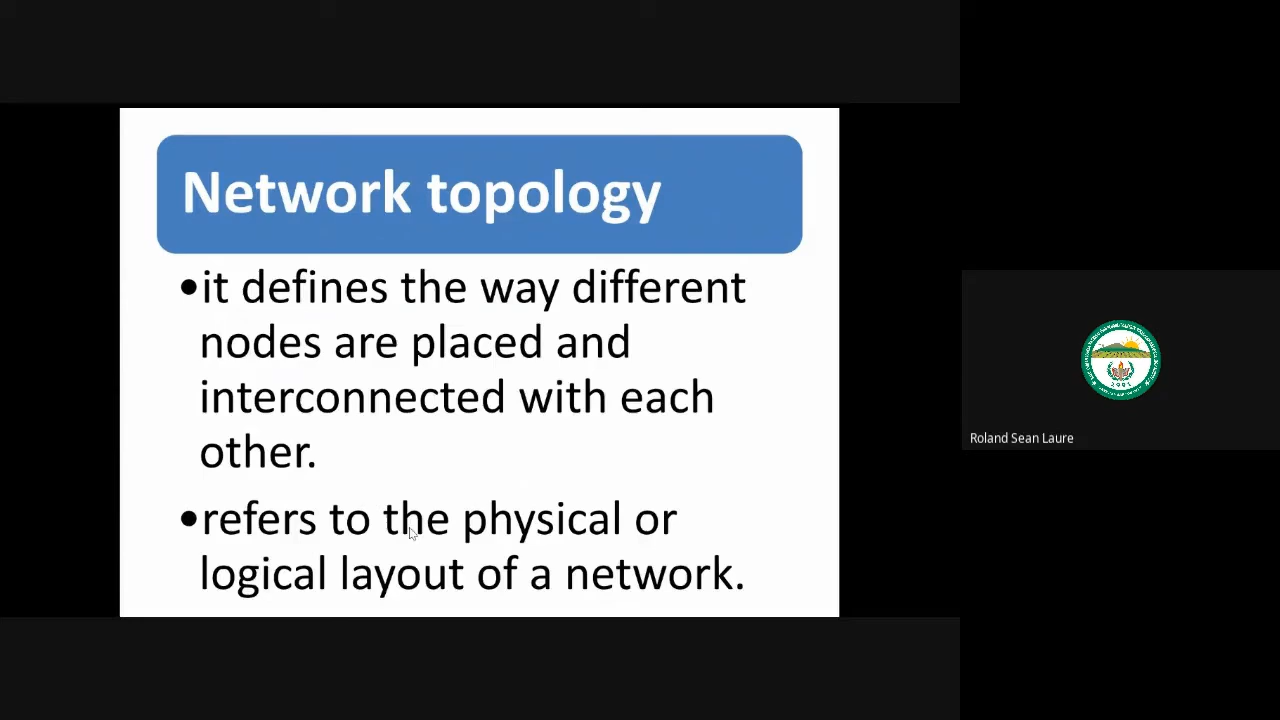 Network topology
•it defines the way different
nodes are placed and
interconnected with each
other.
•refers to the physical or
logical layout of a network.
Roland Sean Laure